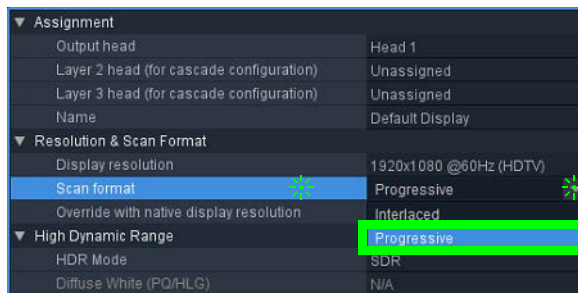 Assignment
Output head Head 1
Layer 2 head (for cascade configuration) Unassigned
Layer 3 head (for cascade configuration) Unassigned
Name Default Display
Resolution & Scan Format
Display resolution 1920x1080 @60Hz (HDTV)
Scan format Progressive
Override with native display resolution Interlaced
High Dynamic Range Progressive
HDR Mode SDR
Diffuse White (PQ/HLG) N/A